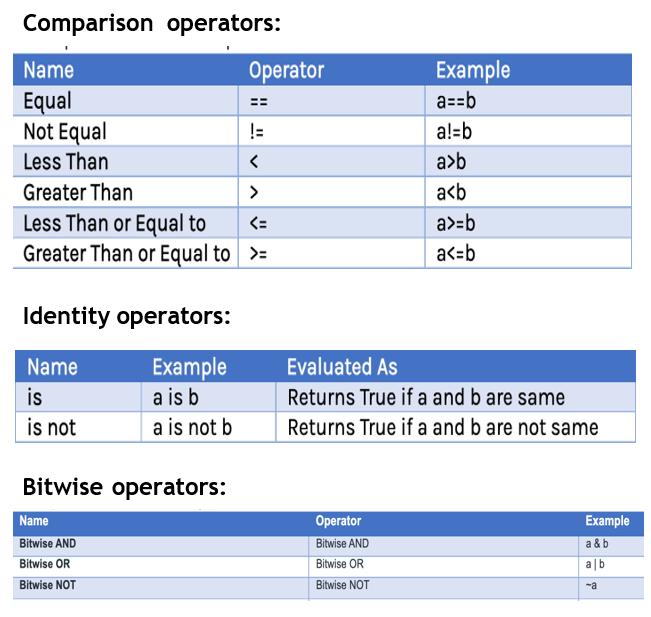 Comparison operators:
Name Operator Example
Equal == a==b
Not Equal != a!=b
Less Than < a>b
Greater Than > a<b
Less Than or Equal to <= a>=b
Greater Than or Equal to >= a<=b
Identity operators:
Name Example Evaluated As
is a is b Returns True if a and b are same
is not a is not b Returns True if a and b are not same
Bitwise operators:
Name Operator Example
Bitwise AND Bitwise AND a & b
Bitwise OR Bitwise OR a | b
Bitwise NOT Bitwise NOT ~a